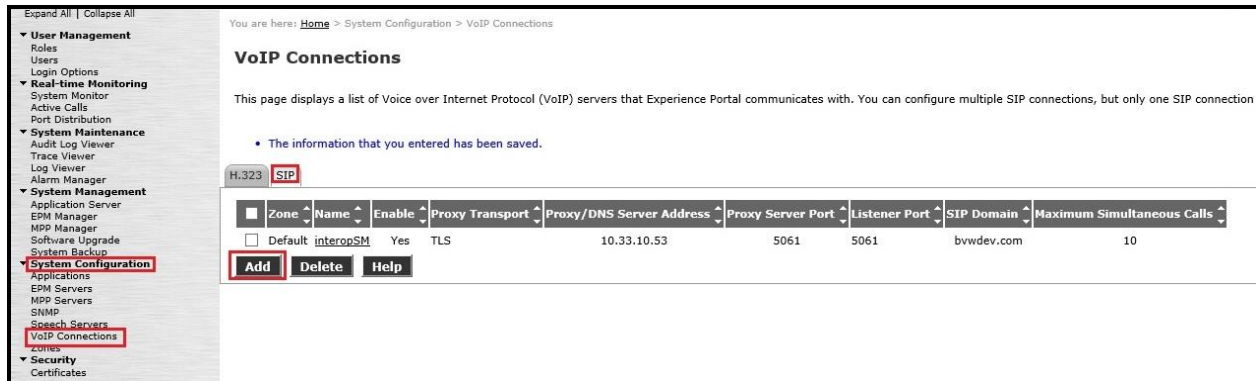 Expand All | Collapse All
▼ User Management
Roles
Users
Login Options
▼ Real-time Monitoring
System Monitor
Active Calls
Port Distribution
▼ System Maintenance
Audit Log Viewer
Trace Viewer
Log Viewer
Alarm Manager
▼ System Management
Application Server
EPM Manager
MPP Manager
Software Upgrade
System Backup
▼ System Configuration
Applications
EPM Servers
MPP Servers
SNMP
Speech Servers
VoIP Connections
Zones
▼ Security
Certificates
You are here: Home > System Configuration > VoIP Connections
VoIP Connections
This page displays a list of Voice over Internet Protocol (VoIP) servers that Experience Portal communicates with. You can configure multiple SIP connections, but only one SIP connection
• The information that you entered has been saved.
H.323 SIP
Zone Name Enable Proxy Transport Proxy/DNS Server Address Proxy Server Port Listener Port SIP Domain Maximum Simultaneous Calls
Default interopSM Yes TLS 10.33.10.53 5061 5061 bvwdev.com 10
Add Delete Help